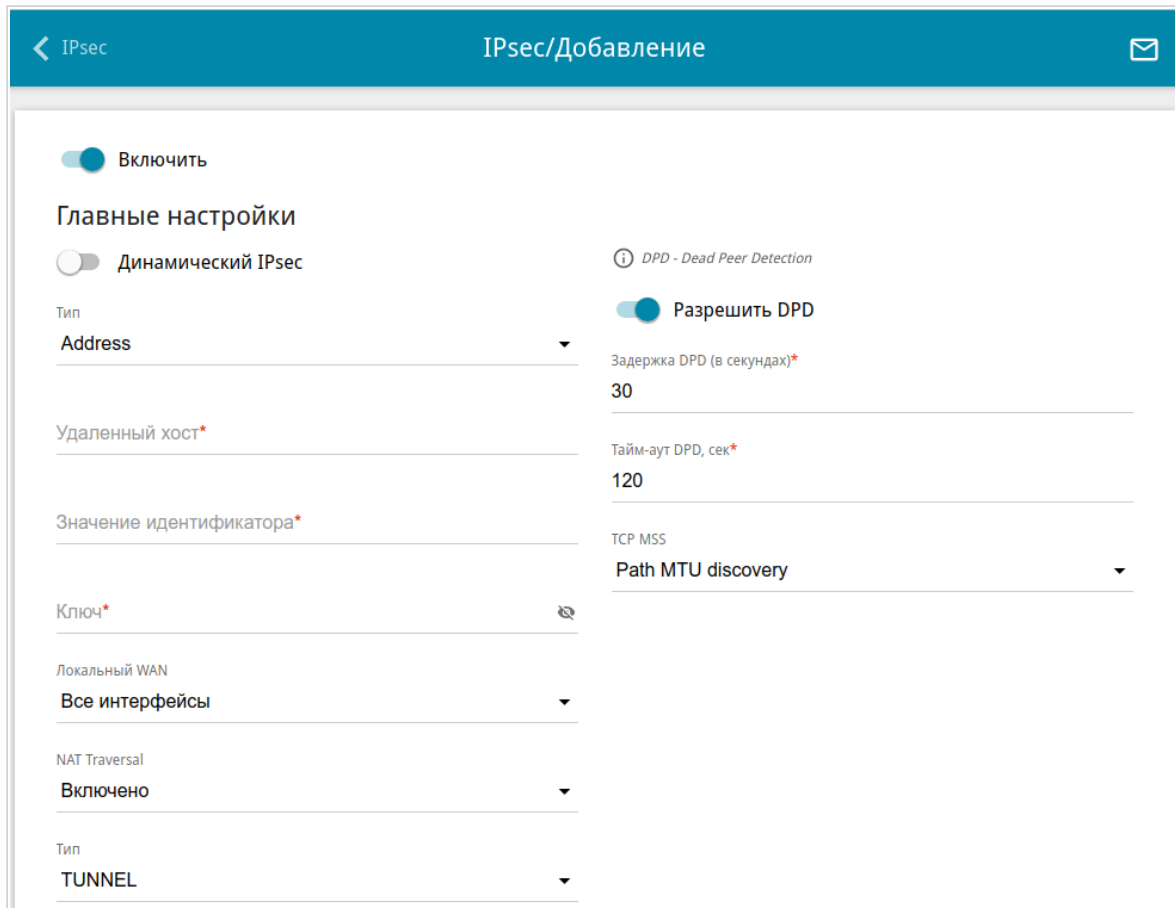 IPsec
IPsec/Добавление
Включить
Главные настройки
Динамический IPsec
Тип
Address
Удаленный хост*
Значение идентификатора*
Ключ*
Локальный WAN
Все интерфейсы
NAT Traversal
Включено
Тип
TUNNEL
DPD - Dead Peer Detection
Разрешить DPD
Задержка DPD (в секундах)*
30
Тайм-аут DPD, сек*
120
TCP MSS
Path MTU discovery